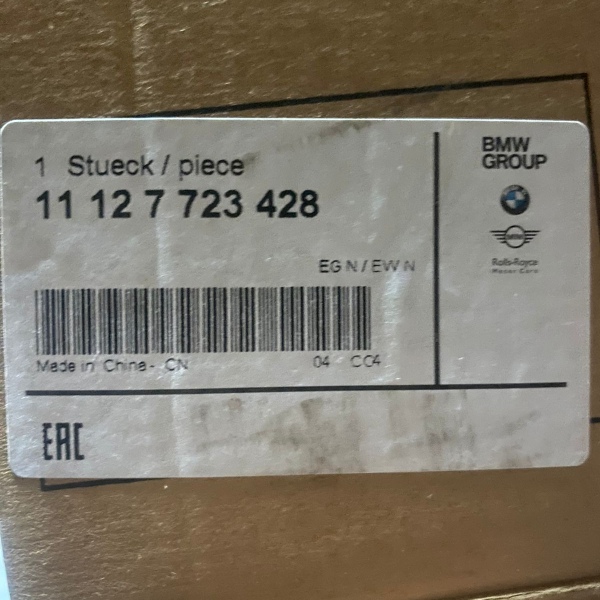 1 Stueck / piece
11 12 7 723 428
EG N / EW N
Made in China - CN 04 CC4
EAC
BMW
GROUP
MINI
Rolls-Royce
Motor Cars